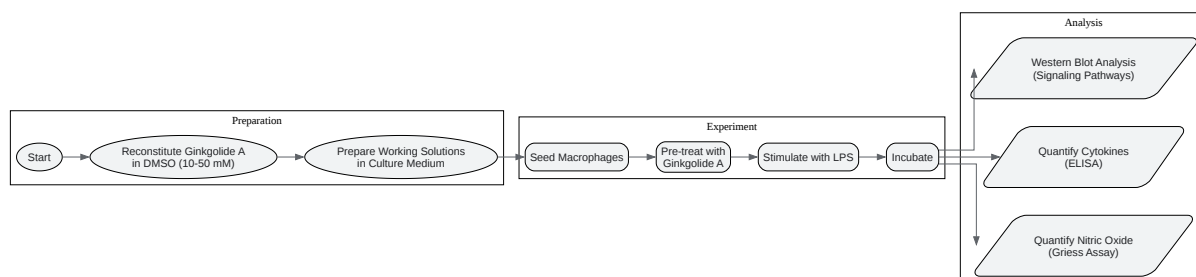 Preparation
Start
Reconstitute Ginkgolide A
in DMSO (10-50 mM)
Prepare Working Solutions
in Culture Medium
Experiment
Seed Macrophages
Pre-treat with
Ginkgolide A
Stimulate with LPS
Incubate
Analysis
Western Blot Analysis
(Signaling Pathways)
Quantify Cytokines
(ELISA)
Quantify Nitric Oxide
(Griess Assay)